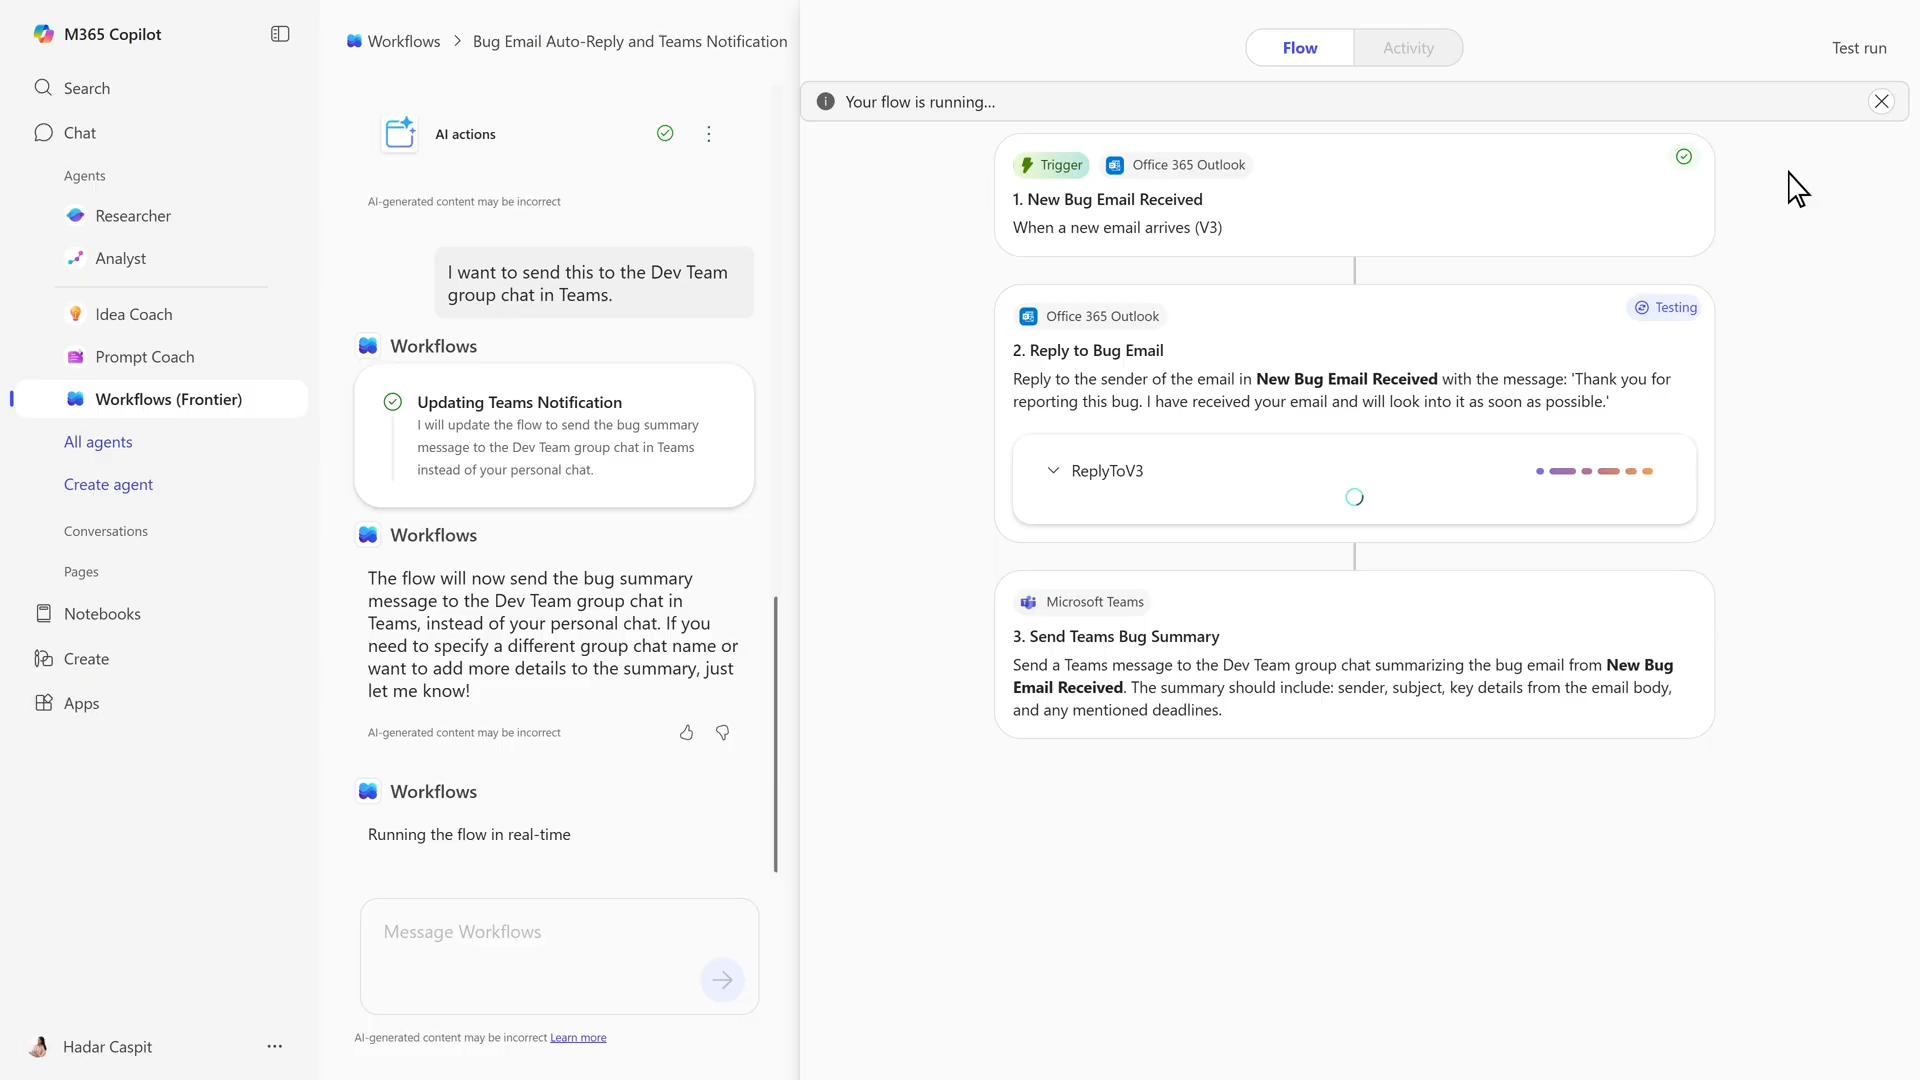 M365 Copilot
Search
Chat
Agents
Researcher
Analyst
Idea Coach
Prompt Coach
Workflows (Frontier)
All agents
Create agent
Conversations
Pages
Notebooks
Create
Apps
Hadar Caspit
Workflows > Bug Email Auto-Reply and Teams Notification
AI actions
AI-generated content may be incorrect
I want to send this to the Dev Team
group chat in Teams.
Workflows
Updating Teams Notification
I will update the flow to send the bug summary
message to the Dev Team group chat in Teams
instead of your personal chat.
Workflows
The flow will now send the bug summary
message to the Dev Team group chat in
Teams, instead of your personal chat. If you
need to specify a different group chat name or
want to add more details to the summary, just
let me know!
AI-generated content may be incorrect
Workflows
Running the flow in real-time
Message Workflows
AI-generated content may be incorrect Learn more
Flow
Activity
Test run
Your flow is running...
Trigger
Office 365 Outlook
1. New Bug Email Received
When a new email arrives (V3)
Office 365 Outlook
Testing
2. Reply to Bug Email
Reply to the sender of the email in New Bug Email Received with the message: 'Thank you for
reporting this bug. I have received your email and will look into it as soon as possible.'
ReplyToV3
Microsoft Teams
3. Send Teams Bug Summary
Send a Teams message to the Dev Team group chat summarizing the bug email from New Bug
Email Received. The summary should include: sender, subject, key details from the email body,
and any mentioned deadlines.